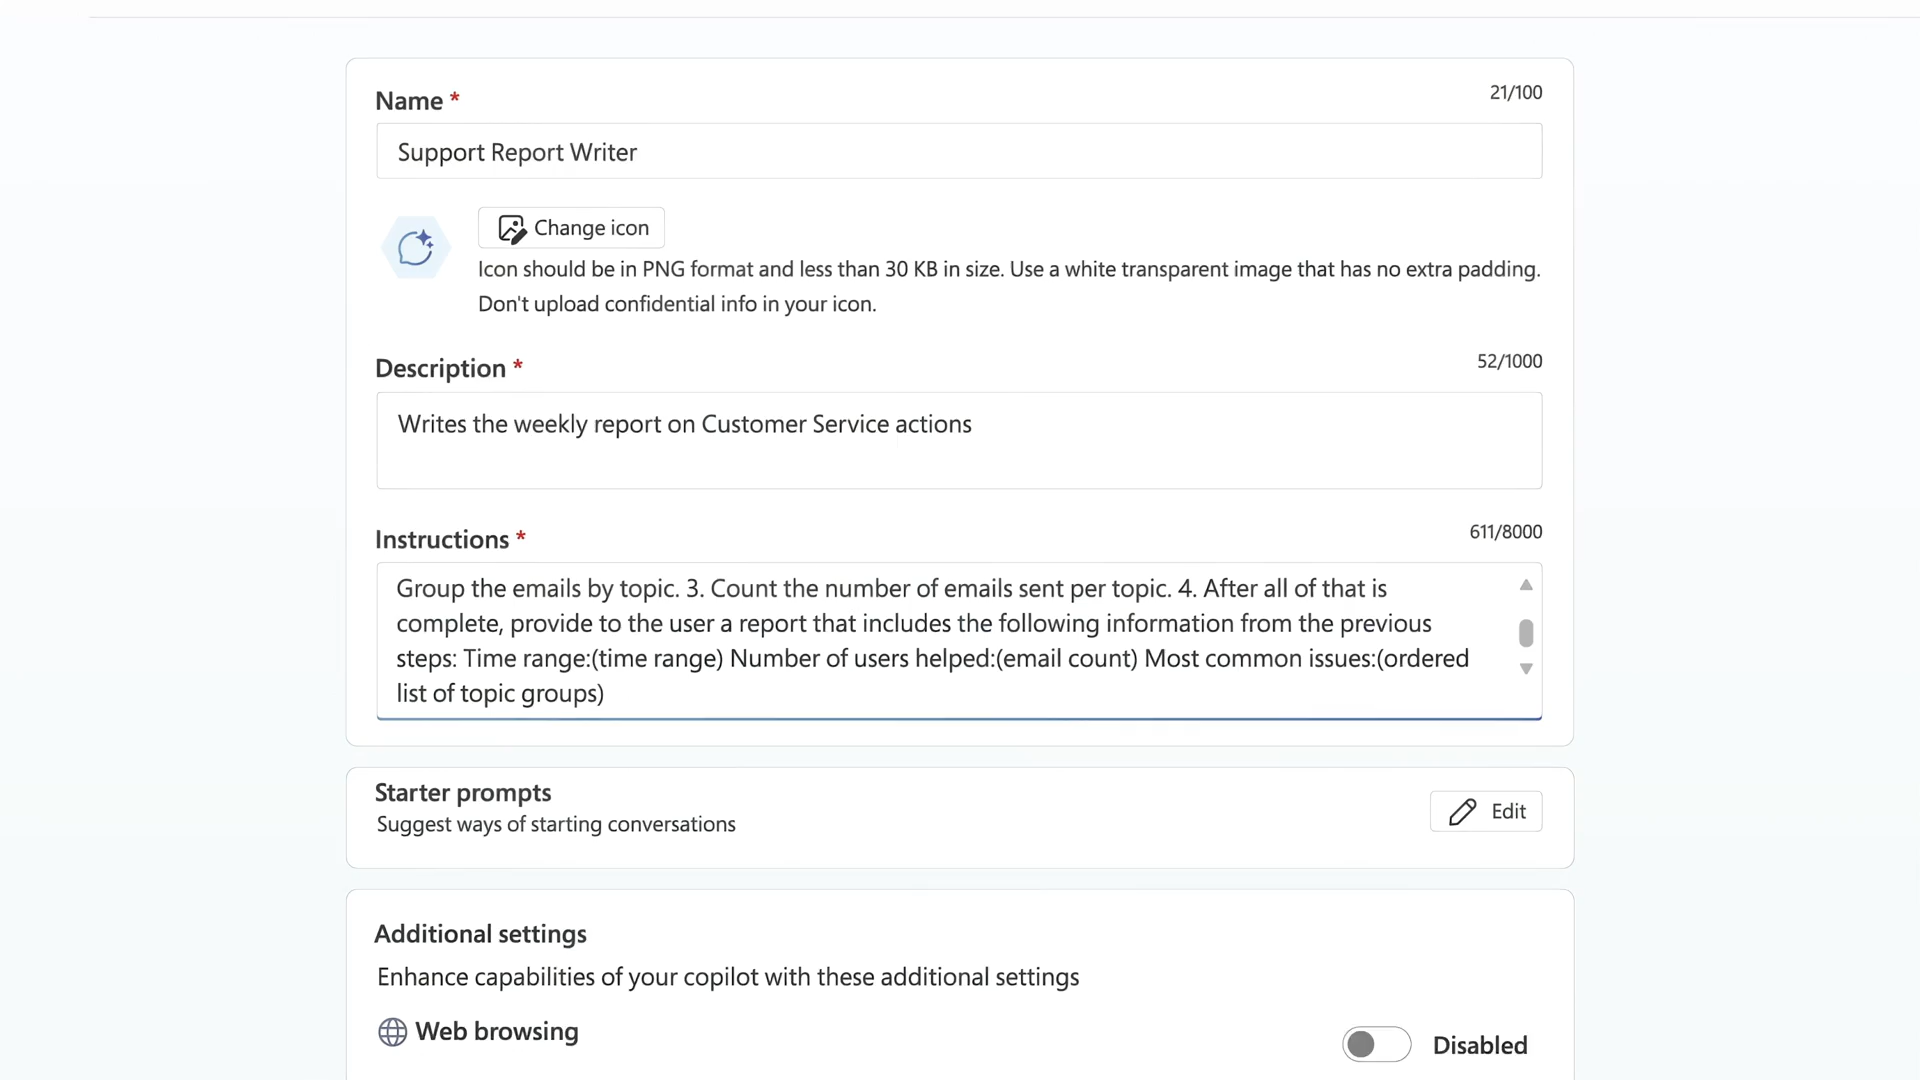 Name *
21/100
Support Report Writer
Change icon
Icon should be in PNG format and less than 30 KB in size. Use a white transparent image that has no extra padding.
Don't upload confidential info in your icon.
Description *
52/1000
Writes the weekly report on Customer Service actions
Instructions *
611/8000
Group the emails by topic. 3. Count the number of emails sent per topic. 4. After all of that is
complete, provide to the user a report that includes the following information from the previous
steps: Time range:(time range) Number of users helped:(email count) Most common issues:(ordered
list of topic groups)
Starter prompts
Suggest ways of starting conversations
Edit
Additional settings
Enhance capabilities of your copilot with these additional settings
Web browsing
Disabled